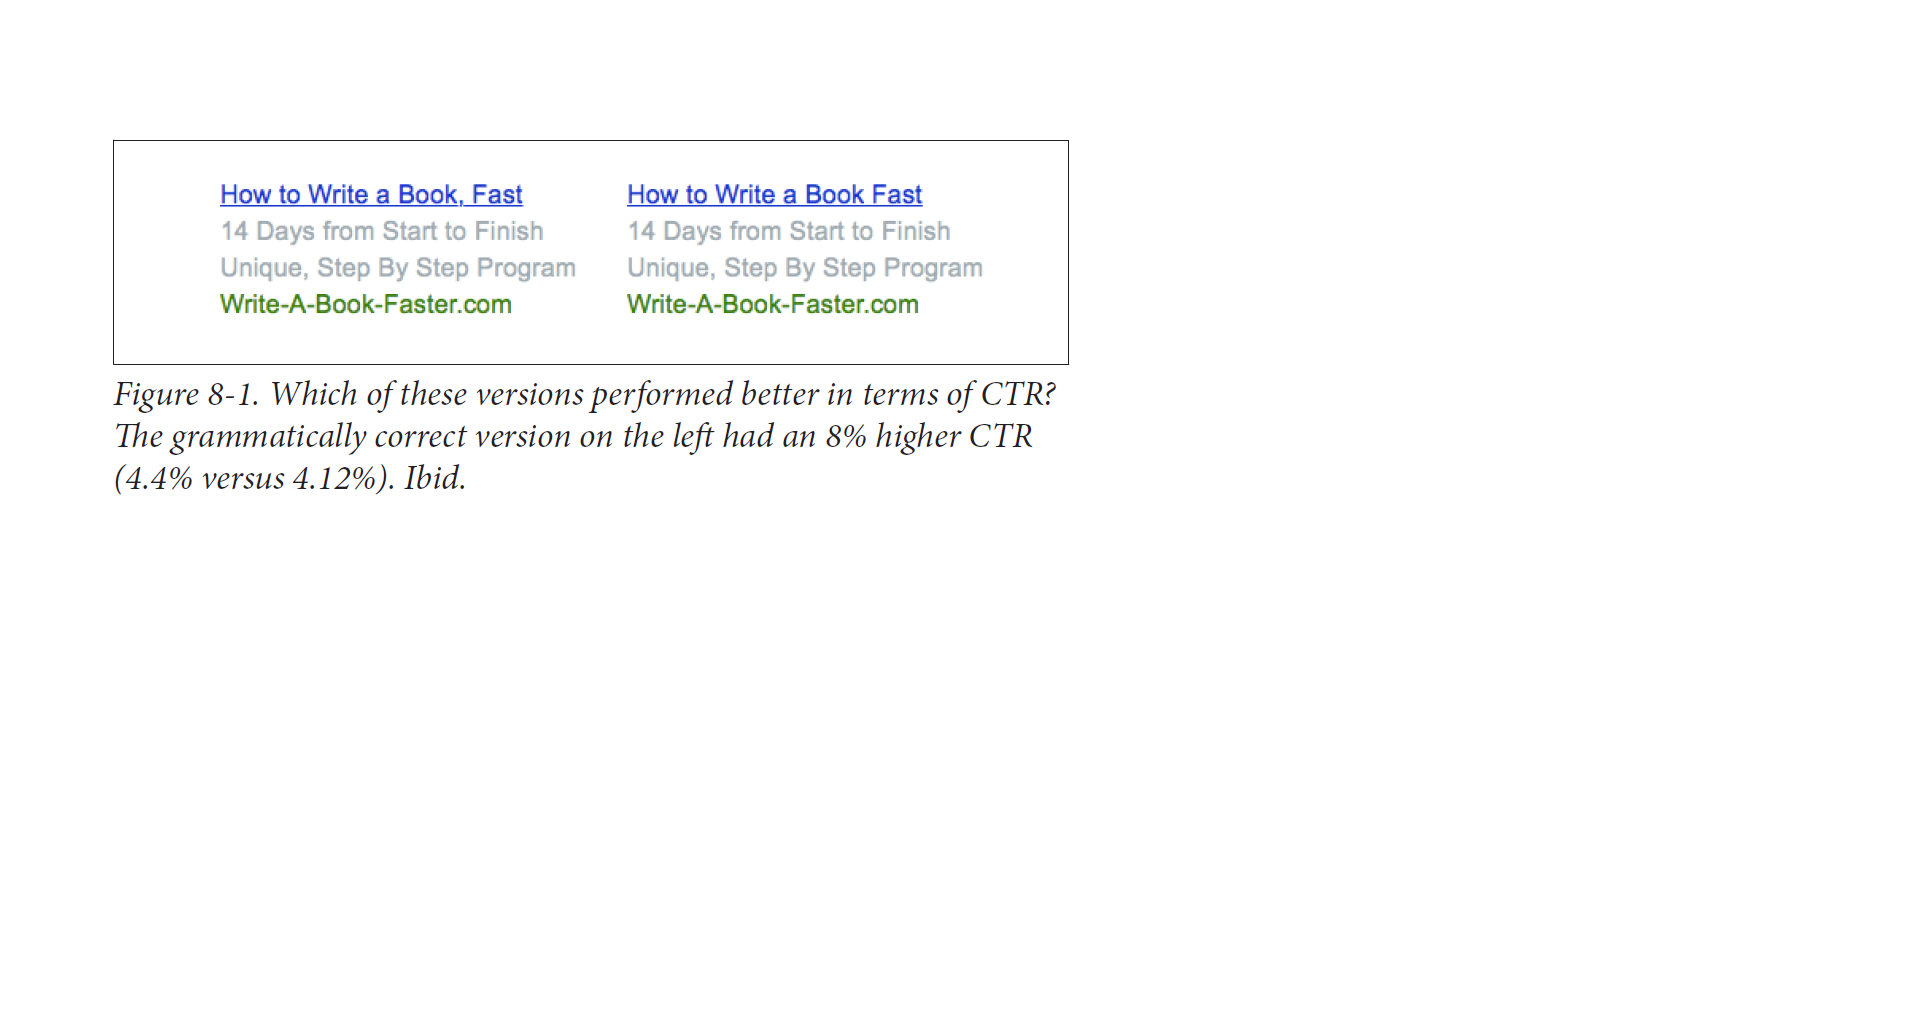 How to Write a Book, Fast
14 Days from Start to Finish
Unique, Step By Step Program
Write-A-Book-Faster.com
How to Write a Book Fast
14 Days from Start to Finish
Unique, Step By Step Program
Write-A-Book-Faster.com
Figure 8-1. Which of these versions performed better in terms of CTR?
The grammatically correct version on the left had an 8% higher CTR
(4.4% versus 4.12%). Ibid.